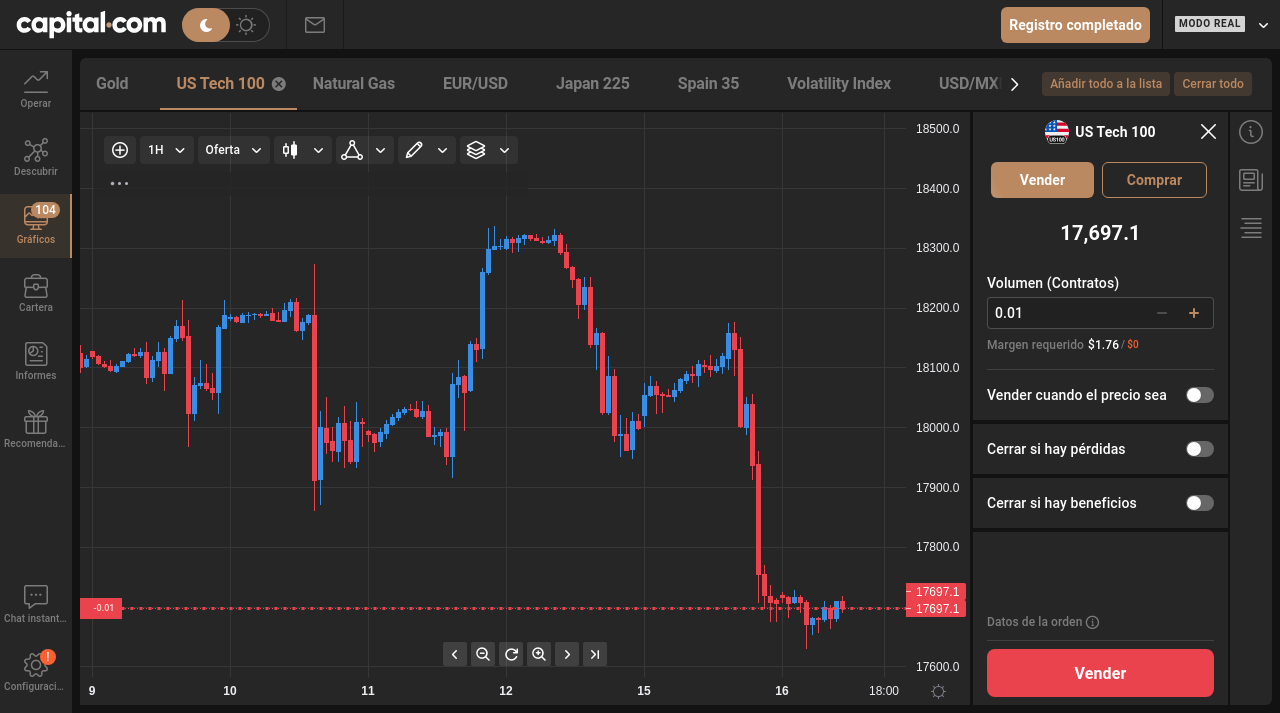 capital.com
Registro completado
MODO REAL
Operar
Descubrir
104
Gráficos
Cartera
Informes
Recomenda...
Chat instant...
!
Configuraci...
Gold
US Tech 100
Natural Gas
EUR/USD
Japan 225
Spain 35
Volatility Index
USD/MX
Añadir todo a la lista
Cerrar todo
1H
Oferta
...
18500.0
18400.0
18300.0
18200.0
18100.0
18000.0
17900.0
17800.0
17697.1
-0.01
17697.1
17600.0
9 10 11 12 15 16 18:00
US100
US Tech 100
Vender
Comprar
17,697.1
Volumen (Contratos)
0.01 − +
Margen requerido $1.76 / $0
Vender cuando el precio sea
Cerrar si hay pérdidas
Cerrar si hay beneficios
Datos de la orden
Vender